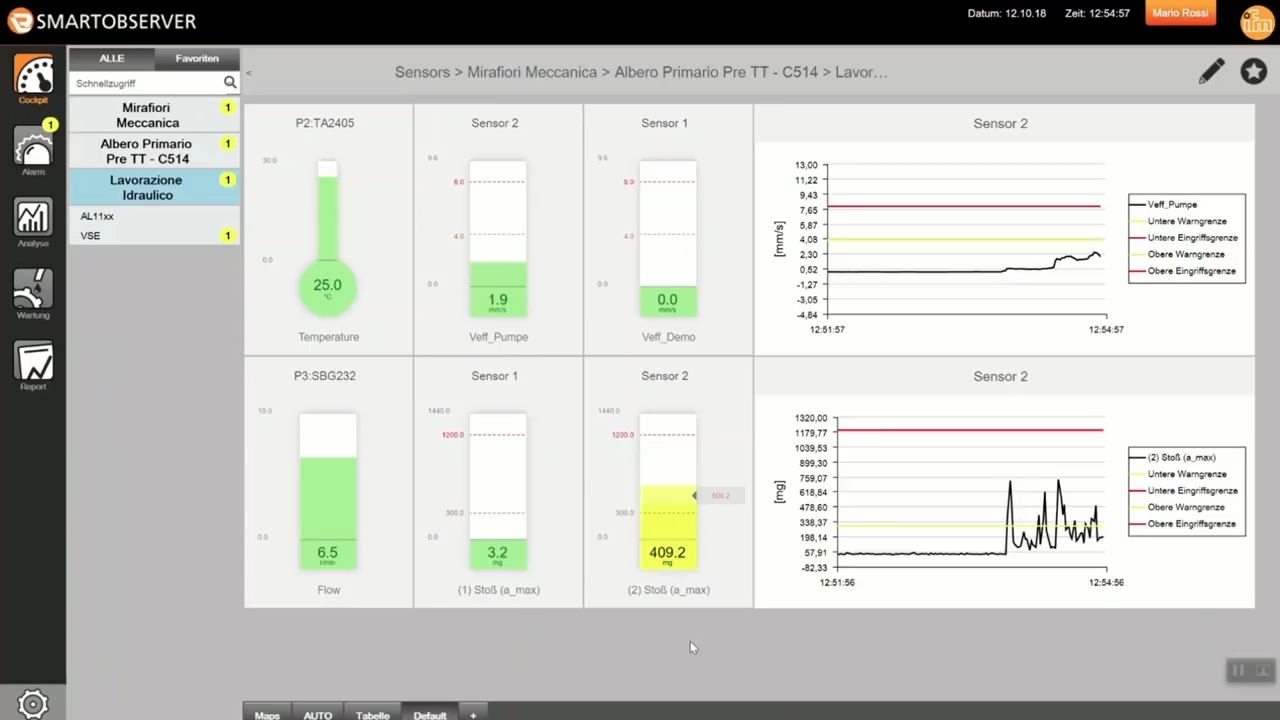 SMARTOBSERVER
Datum: 12.10.18
Zeit: 12:54:57
Mario Rossi
ifm
Cockpit
1
Alarm
Analyse
Wartung
Report
ALLE
Favoriten
Schnellzugriff
Mirafiori
Meccanica
1
Albero Primario
Pre TT - C514
1
Lavorazione
Idraulico
1
AL11xx
VSE
1
<
Sensors > Mirafiori Meccanica > Albero Primario Pre TT - C514 > Lavor...
P2:TA2405
30.0
0.0
25.0
°C
Temperature
Sensor 2
9.6
8.0
4.0
0.0
1.9
mm/s
Veff_Pumpe
Sensor 1
9.6
8.0
4.0
0.0
0.0
mm/s
Veff_Demo
Sensor 2
[mm/s]
13,00
11,22
9,43
7,65
5,87
4,08
2,30
0,52
-1,27
-3,05
-4,84
12:51:57
12:54:57
Veff_Pumpe
Untere Warngrenze
Untere Eingriffsgrenze
Obere Warngrenze
Obere Eingriffsgrenze
P3:SBG232
10.0
0.0
6.5
l/min
Flow
Sensor 1
1440.0
1200.0
300.0
0.0
3.2
mg
(1) Stoß (a_max)
Sensor 2
1440.0
1200.0
500.2
300.0
0.0
409.2
mg
(2) Stoß (a_max)
Sensor 2
[mg]
1320,00
1179,77
1039,53
899,30
759,07
618,84
478,60
338,37
198,14
57,91
-82,33
12:51:56
12:54:56
(2) Stoß (a_max)
Untere Warngrenze
Untere Eingriffsgrenze
Obere Warngrenze
Obere Eingriffsgrenze
Maps
AUTO
Tabelle
Default
+